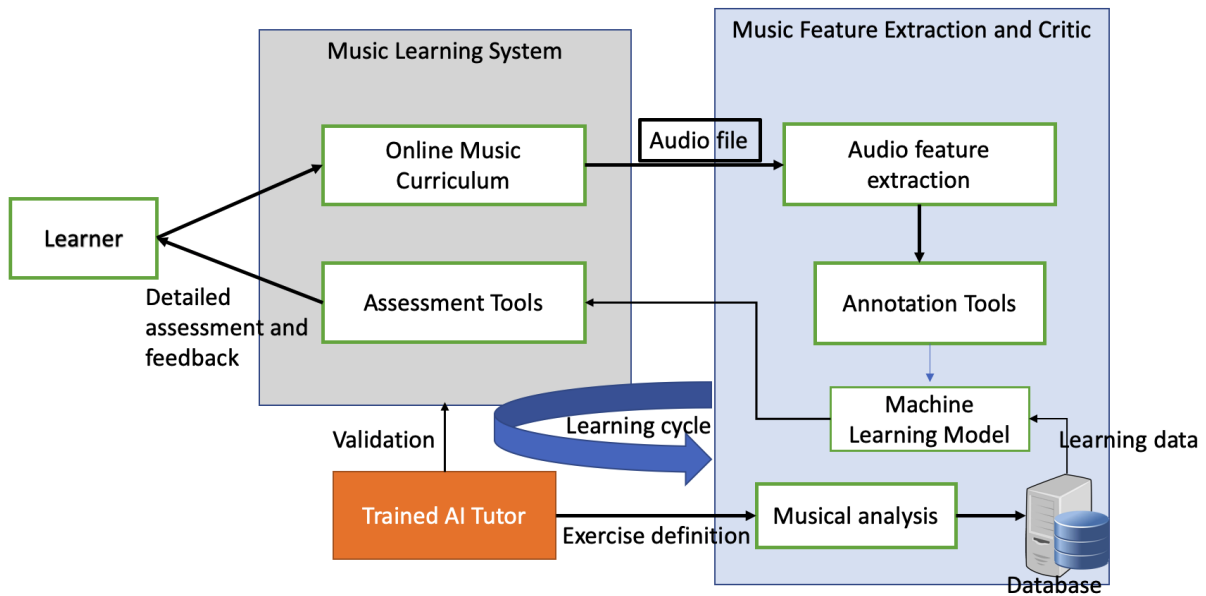 Music Learning System
Music Feature Extraction and Critic
Online Music
Curriculum
Audio file
Audio feature
extraction
Learner
Detailed
assessment and
feedback
Assessment Tools
Annotation Tools
Machine
Learning Model
Learning cycle
Validation
Learning data
Trained AI Tutor
Exercise definition
Musical analysis
Database